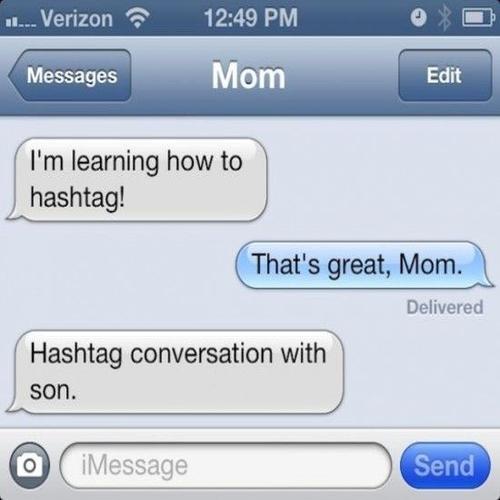 Verizon 12:49 PM
Messages Mom Edit
I'm learning how to
hashtag!
That's great, Mom.
Delivered
Hashtag conversation with
son.
iMessage Send